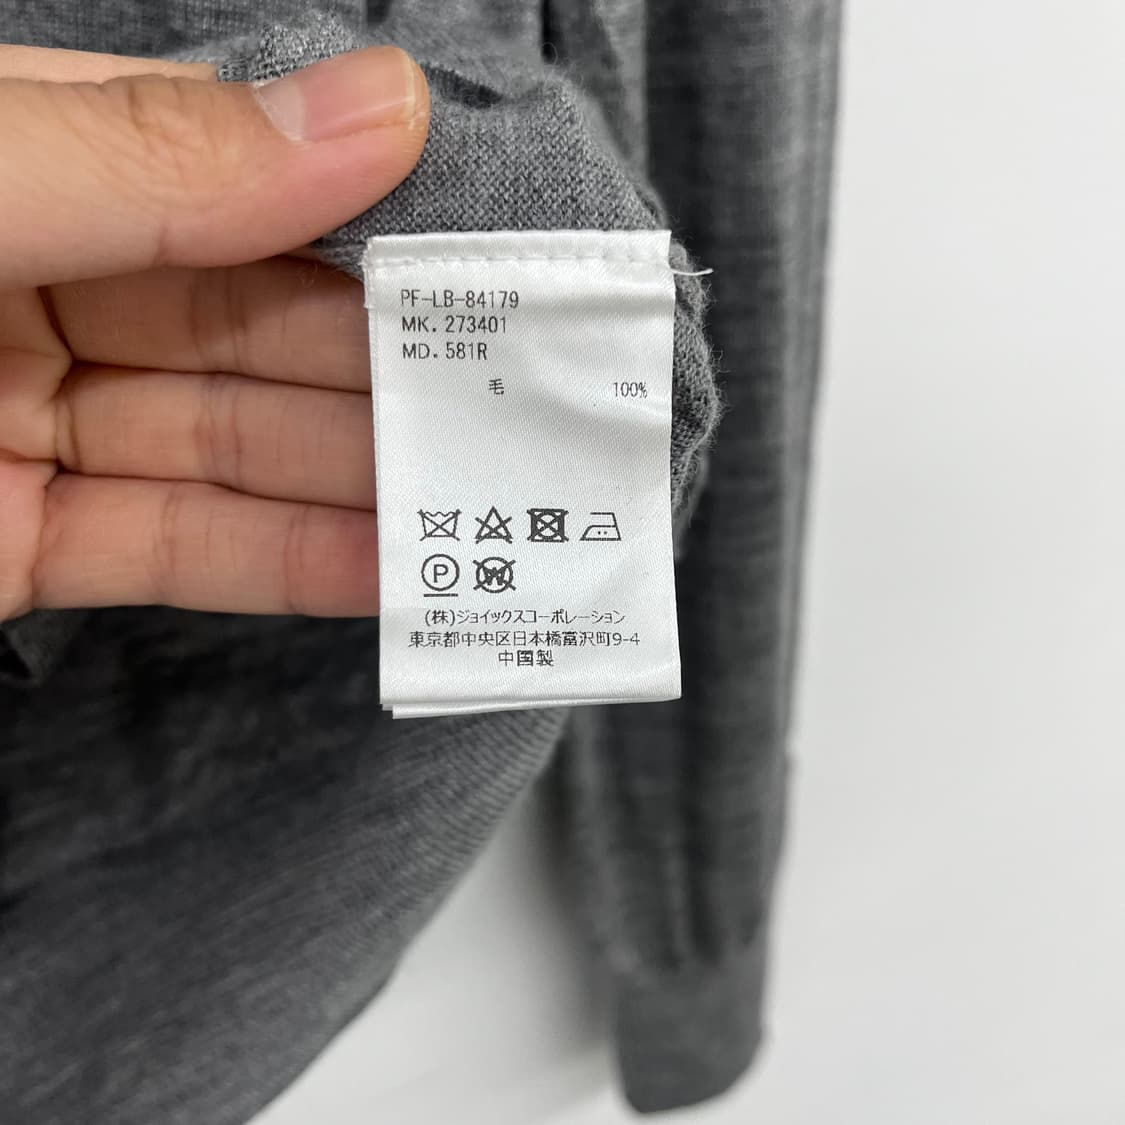 PF-LB-84179
MK. 273401
MD. 581R
毛 100%
P
W
(株)ジョイックスコーポレーション
東京都中央区日本橋富沢町9-4
中国製